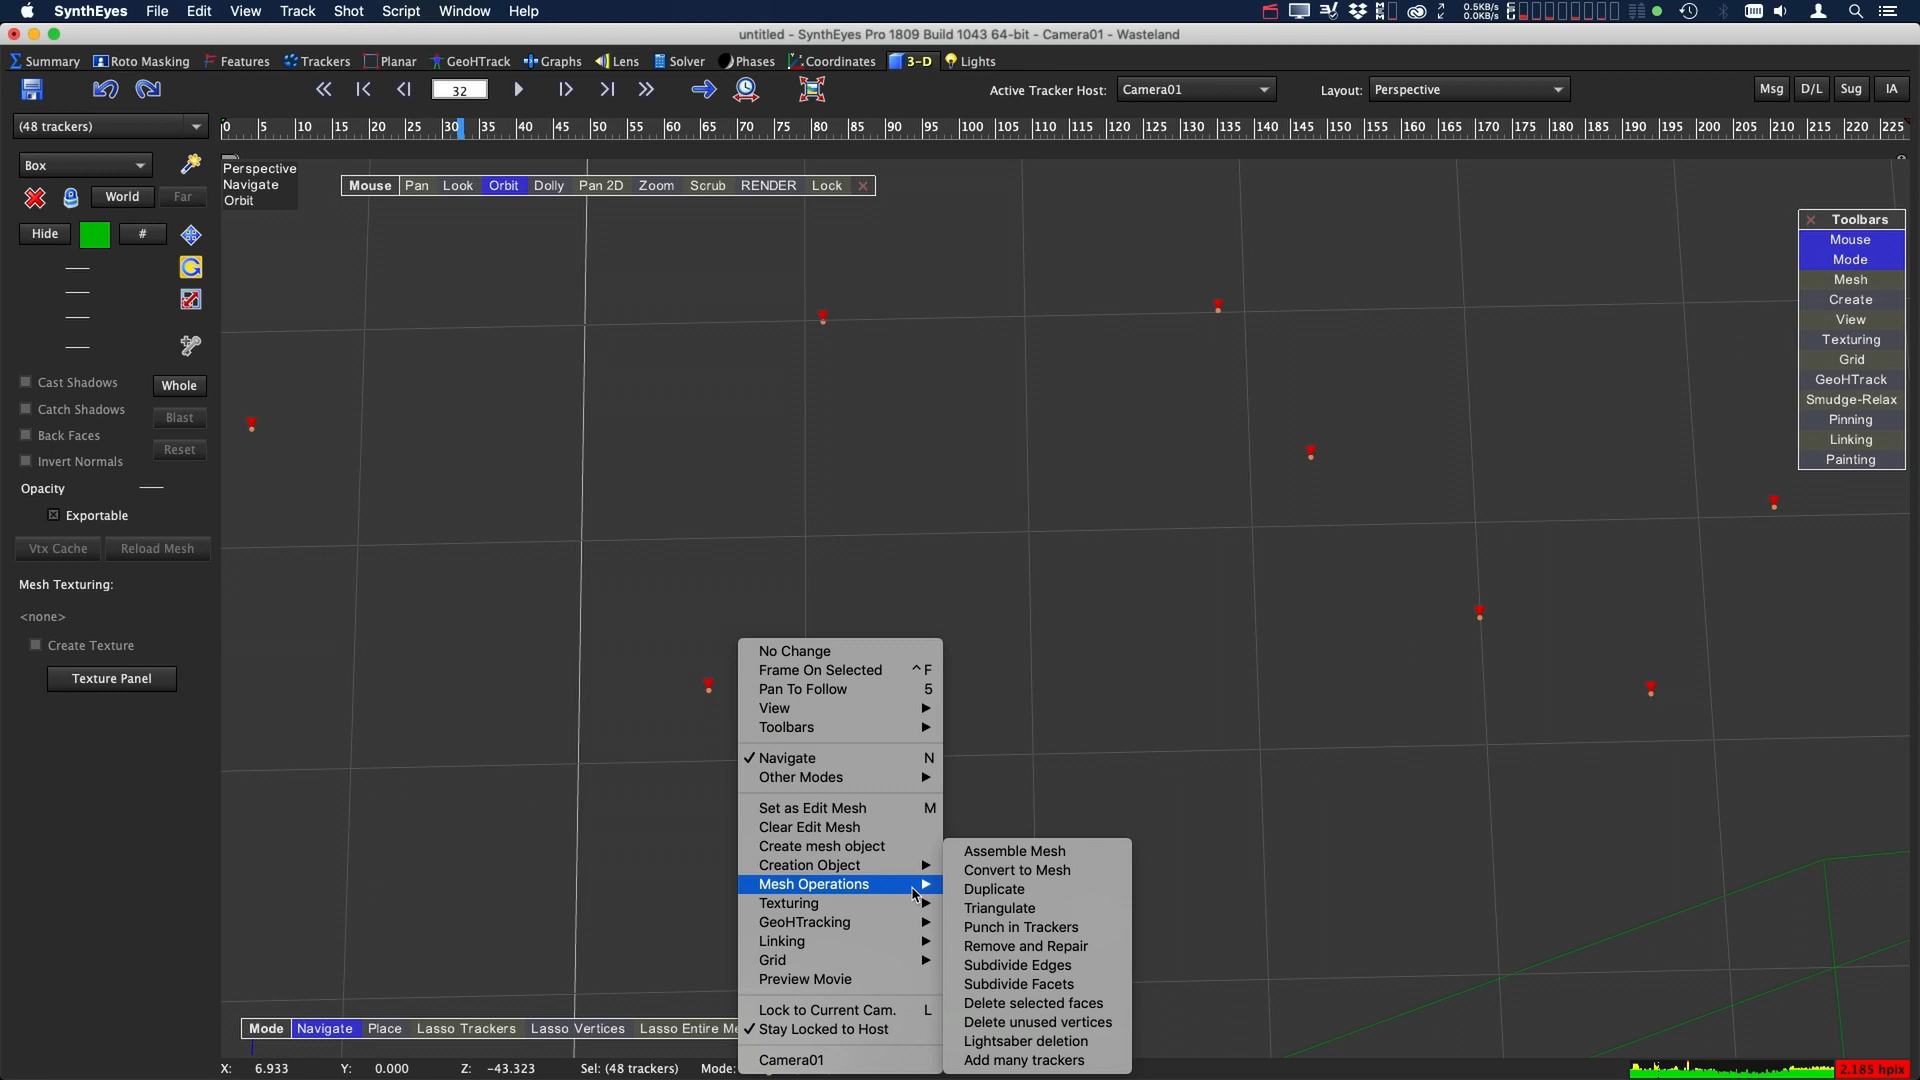 SynthEyes File Edit View Track Shot Script Window Help
0.5KB/s
0.0KB/s
untitled - SynthEyes Pro 1809 Build 1043 64-bit - Camera01 - Wasteland
Summary Roto Masking Features Trackers Planar GeoHTrack Graphs Lens Solver Phases Coordinates 3-D Lights
32 Active Tracker Host: Camera01 Layout: Perspective Msg D/L Sug IA
(48 trackers) 0 5 10 15 20 25 30 35 40 45 50 55 60 65 70 75 80 85 90 95 100 105 110 115 120 125 130 135 140 145 150 155 160 165 170 175 180 185 190 195 200 205 210 215 220 225
Box
Perspective
Navigate
Orbit
Mouse Pan Look Orbit Dolly Pan 2D Zoom Scrub RENDER Lock
World Far
Hide #
Toolbars
Mouse
Mode
Mesh
Create
View
Texturing
Grid
GeoHTrack
Smudge-Relax
Pinning
Linking
Painting
Cast Shadows Whole
Catch Shadows Blast
Back Faces
Invert Normals Reset
Opacity
Exportable
Vtx Cache Reload Mesh
Mesh Texturing:
<none>
Create Texture
Texture Panel
No Change
Frame On Selected ^ F
Pan To Follow 5
View
Toolbars
Navigate N
Other Modes
Set as Edit Mesh M
Clear Edit Mesh
Create mesh object
Creation Object
Mesh Operations
Texturing
GeoHTracking
Linking
Grid
Preview Movie
Lock to Current Cam. L
Stay Locked to Host
Camera01
Assemble Mesh
Convert to Mesh
Duplicate
Triangulate
Punch in Trackers
Remove and Repair
Subdivide Edges
Subdivide Facets
Delete selected faces
Delete unused vertices
Lightsaber deletion
Add many trackers
Mode Navigate Place Lasso Trackers Lasso Vertices Lasso Entire Me
X: 6.933 Y: 0.000 Z: -43.323 Sel: (48 trackers) Mode:
2.185 hpix